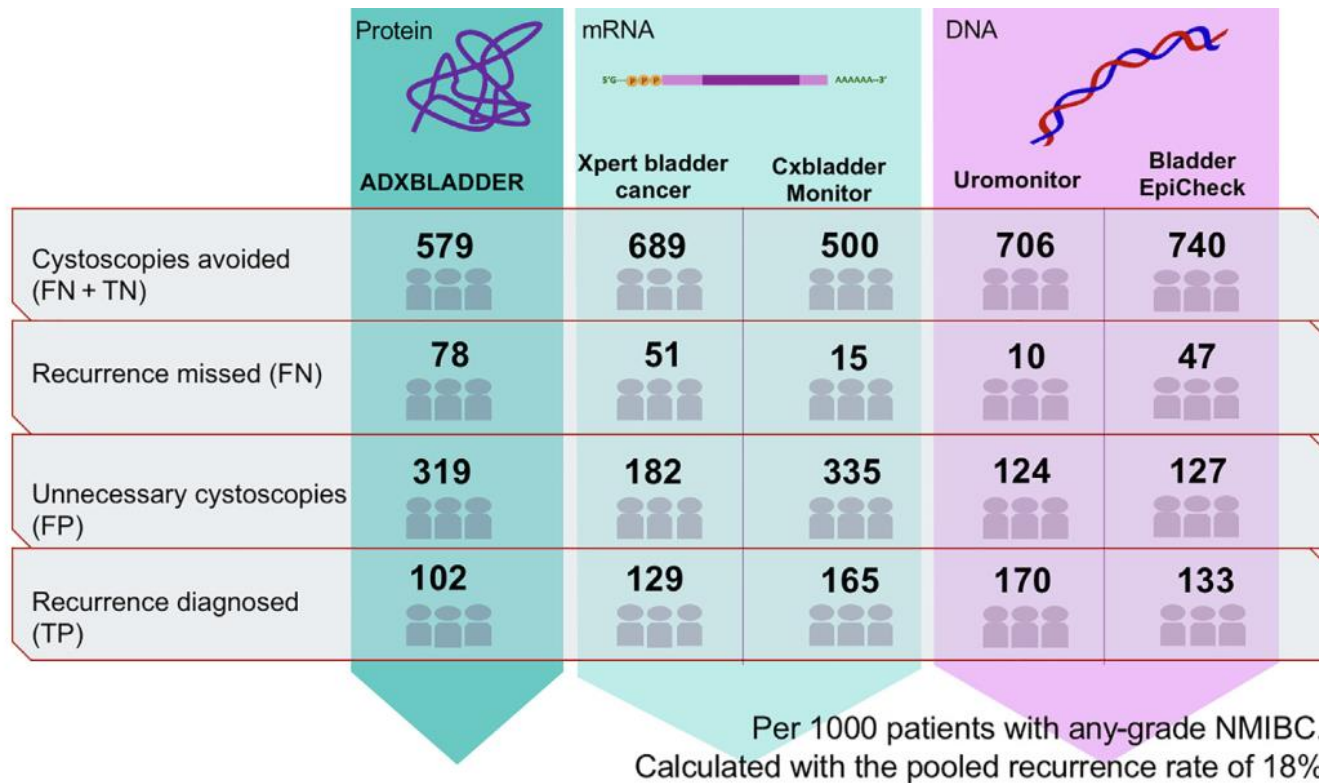 Protein
mRNA
DNA
5'G
P P P
AAAAAA–3'
ADXBLADDER
Xpert bladder
cancer
Cxbladder
Monitor
Uromonitor
Bladder
EpiCheck
Cystoscopies avoided
(FN + TN)
579
689
500
706
740
Recurrence missed (FN)
78
51
15
10
47
Unnecessary cystoscopies
(FP)
319
182
335
124
127
Recurrence diagnosed
(TP)
102
129
165
170
133
Per 1000 patients with any-grade NMIBC.
Calculated with the pooled recurrence rate of 18%